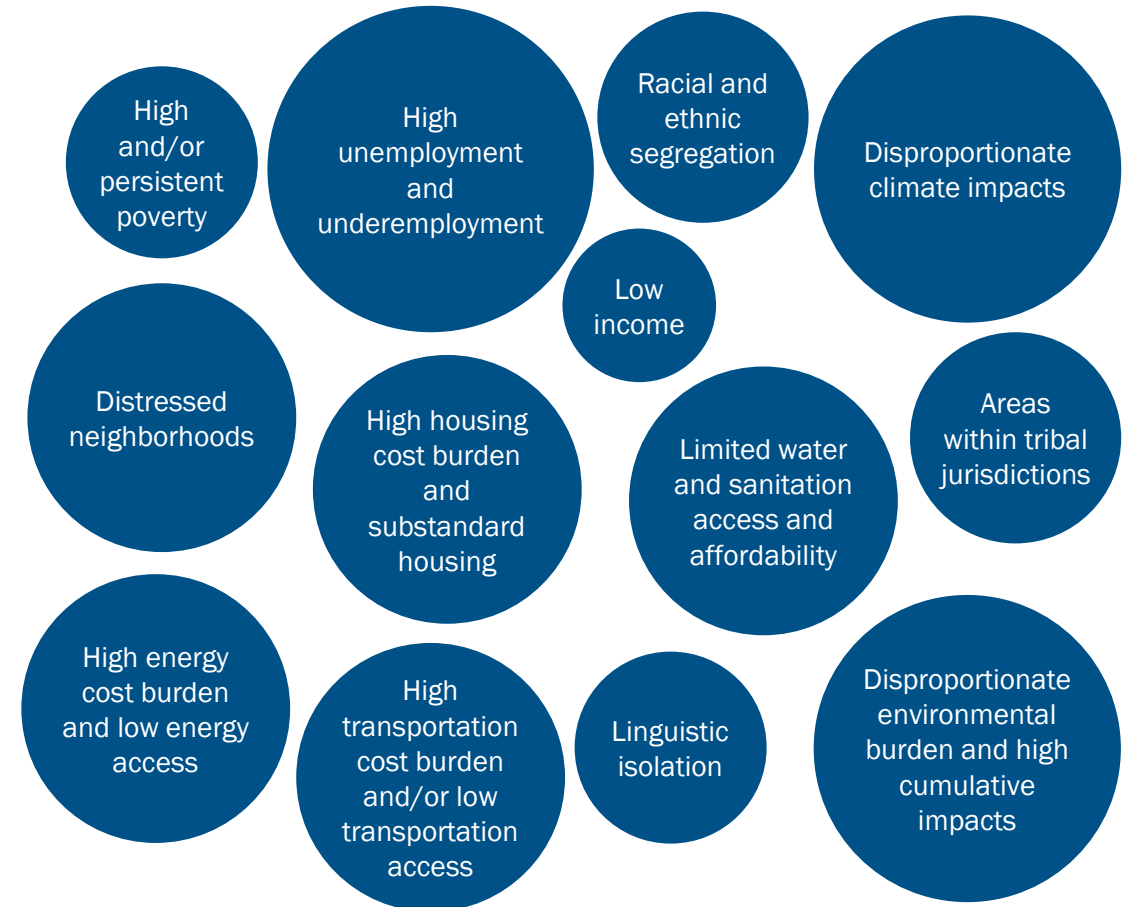 High
and/or
persistent
poverty
High
unemployment
and
underemployment
Racial and
ethnic
segregation
Disproportionate
climate impacts
Low
income
Distressed
neighborhoods
High housing
cost burden
and
substandard
housing
Limited water
and sanitation
access and
affordability
Areas
within tribal
jurisdictions
High energy
cost burden
and low energy
access
High
transportation
cost burden
and/or low
transportation
access
Linguistic
isolation
Disproportionate
environmental
burden and high
cumulative
impacts